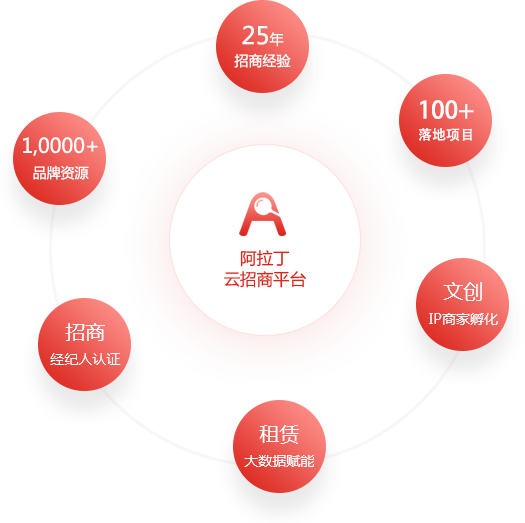 25年
招商经验
100+
落地项目
1,0000+
品牌资源
阿拉丁
云招商平台
文创
IP商家孵化
招商
经纪人认证
租赁
大数据赋能